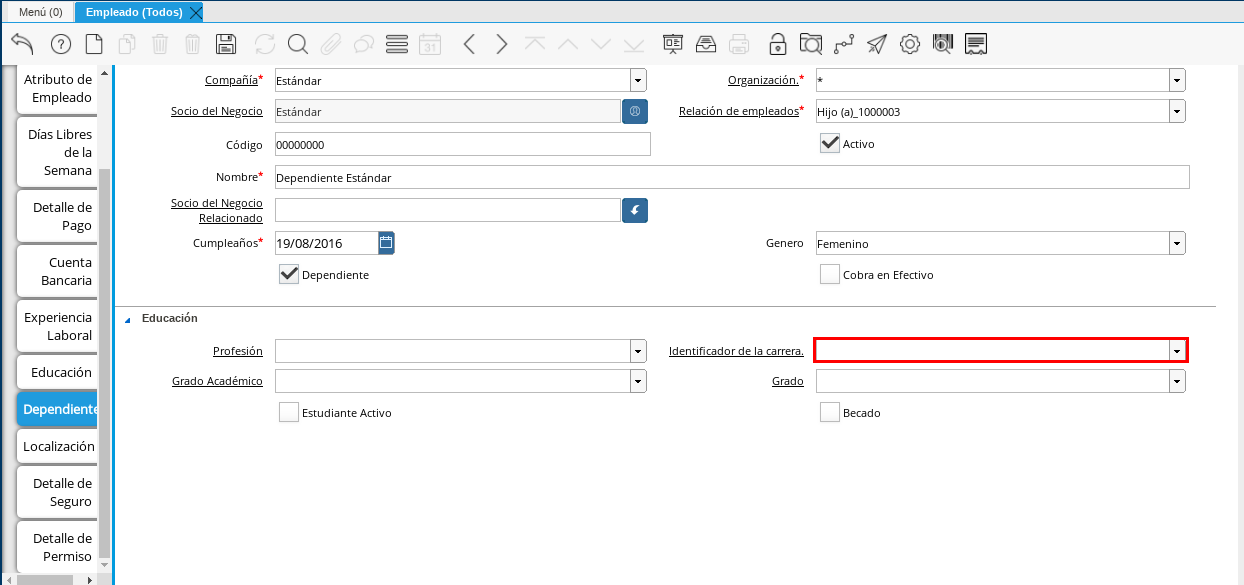 Menú (0)
Empleado (Todos)
31
Atributo de
Empleado
Días Libres
de la
Semana
Detalle de
Pago
Cuenta
Bancaria
Experiencia
Laboral
Educación
Dependiente
Localización
Detalle de
Seguro
Detalle de
Permiso
Compañía* Estándar Organización.* *
Socio del Negocio Estándar Relación de empleados* Hijo (a)_1000003
Código 00000000 Activo
Nombre* Dependiente Estándar
Socio del Negocio
Relacionado
Cumpleaños* 19/08/2016 Genero Femenino
Dependiente Cobra en Efectivo
Educación
Profesión Identificador de la carrera.
Grado Académico Grado
Estudiante Activo Becado